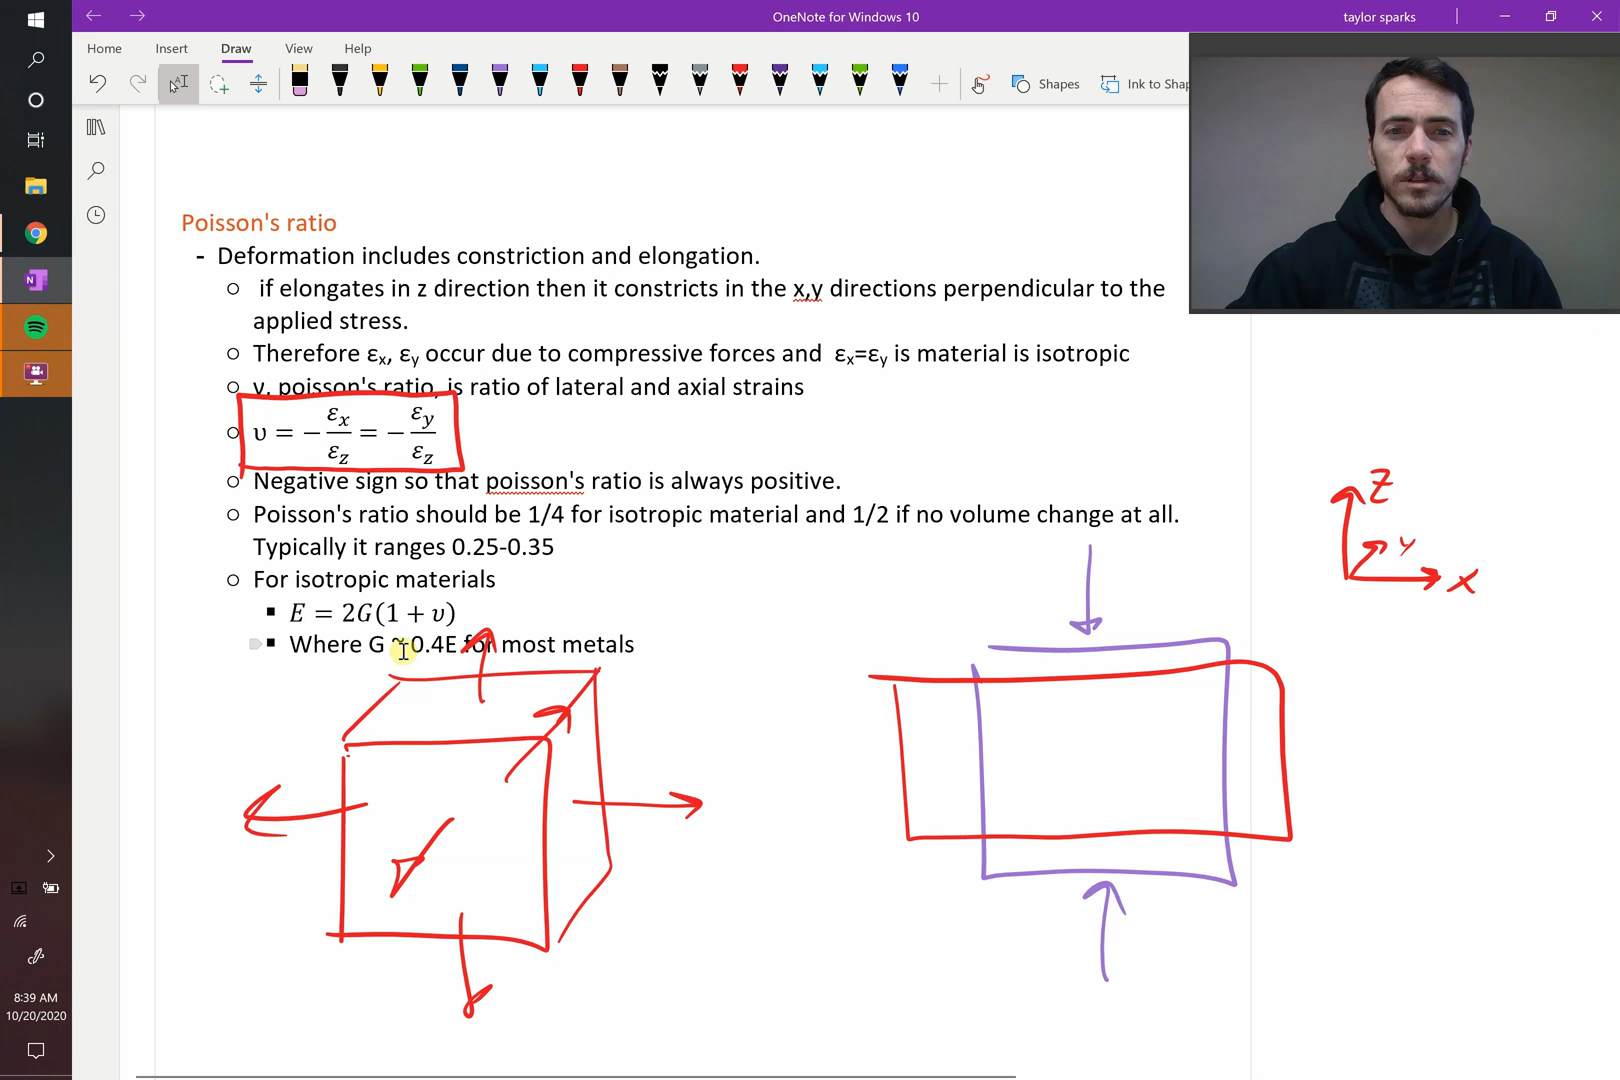 OneNote for Windows 10
taylor sparks
Home Insert Draw View Help
Shapes
Ink to Shap
Poisson's ratio
- Deformation includes constriction and elongation.
○ if elongates in z direction then it constricts in the x,y directions perpendicular to the
applied stress.
○ Therefore εx, εy occur due to compressive forces and εx=εy is material is isotropic
○ ν, poisson's ratio, is ratio of lateral and axial strains
○ υ = − εx/εz = − εy/εz
○ Negative sign so that poisson's ratio is always positive.
○ Poisson's ratio should be 1/4 for isotropic material and 1/2 if no volume change at all.
Typically it ranges 0.25-0.35
○ For isotropic materials
▪ E = 2G(1 + υ)
▪ Where G ~0.4E for most metals
Z
Y
X
8:39 AM
10/20/2020